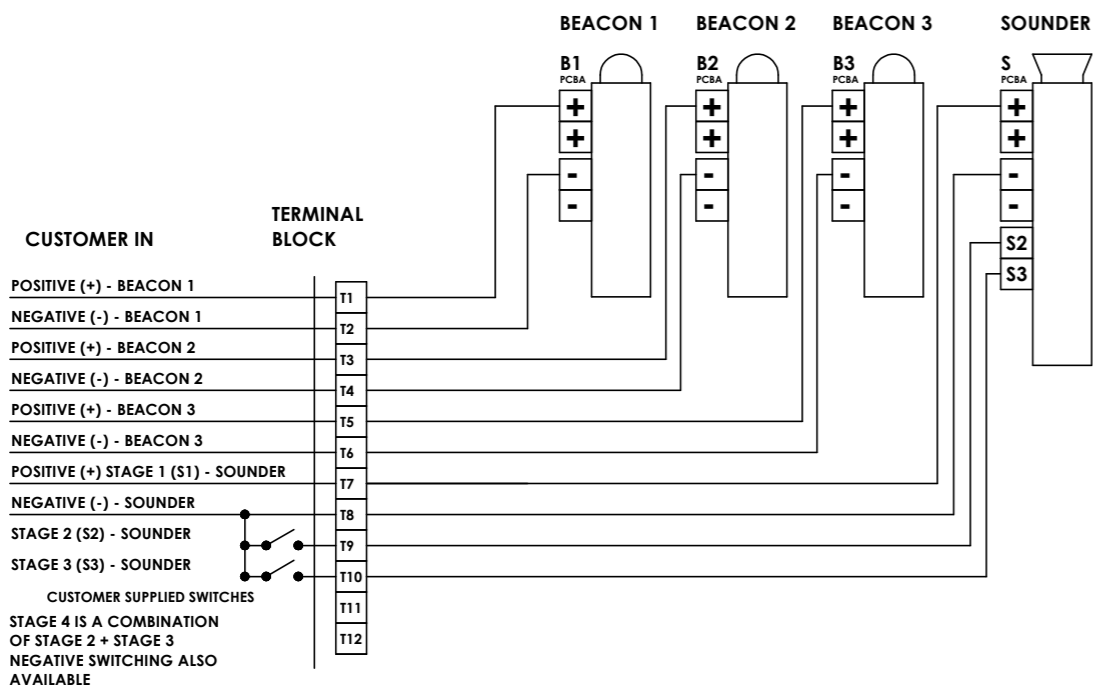 BEACON 1 BEACON 2 BEACON 3 SOUNDER
B1 B2 B3 S
PCBA PCBA PCBA PCBA
+ + + +
+ + + +
- - - -
- - - -
S2
S3
CUSTOMER IN
TERMINAL
BLOCK
POSITIVE (+) - BEACON 1
T1
NEGATIVE (-) - BEACON 1
T2
POSITIVE (+) - BEACON 2
T3
NEGATIVE (-) - BEACON 2
T4
POSITIVE (+) - BEACON 3
T5
NEGATIVE (-) - BEACON 3
T6
POSITIVE (+) STAGE 1 (S1) - SOUNDER
T7
NEGATIVE (-) - SOUNDER
T8
STAGE 2 (S2) - SOUNDER
T9
STAGE 3 (S3) - SOUNDER
T10
CUSTOMER SUPPLIED SWITCHES
T11
T12
STAGE 4 IS A COMBINATION
OF STAGE 2 + STAGE 3
NEGATIVE SWITCHING ALSO
AVAILABLE